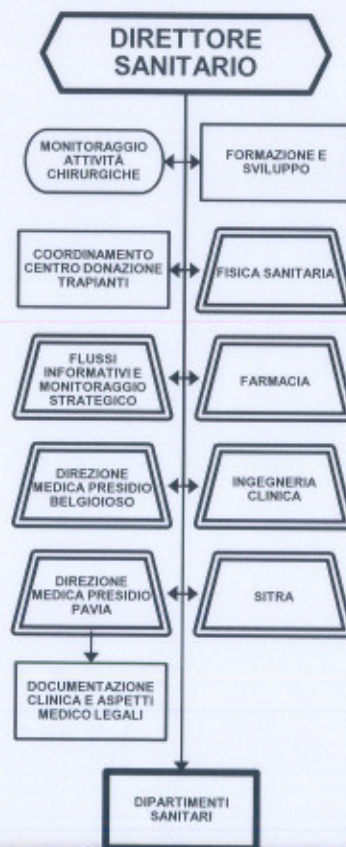 DIRETTORE
SANITARIO
MONITORAGGIO
ATTIVITÀ
CHIRURGICHE
FORMAZIONE E
SVILUPPO
COORDINAMENTO
CENTRO DONAZIONE
TRAPIANTI
FISICA SANITARIA
FLUSSI
INFORMATIVI E
MONITORAGGIO
STRATEGICO
FARMACIA
DIREZIONE
MEDICA PRESIDIO
BELGIOIOSO
INGEGNERIA
CLINICA
DIREZIONE
MEDICA PRESIDIO
PAVIA
SITRA
DOCUMENTAZIONE
CLINICA E ASPETTI
MEDICO LEGALI
DIPARTIMENTI
SANITARI